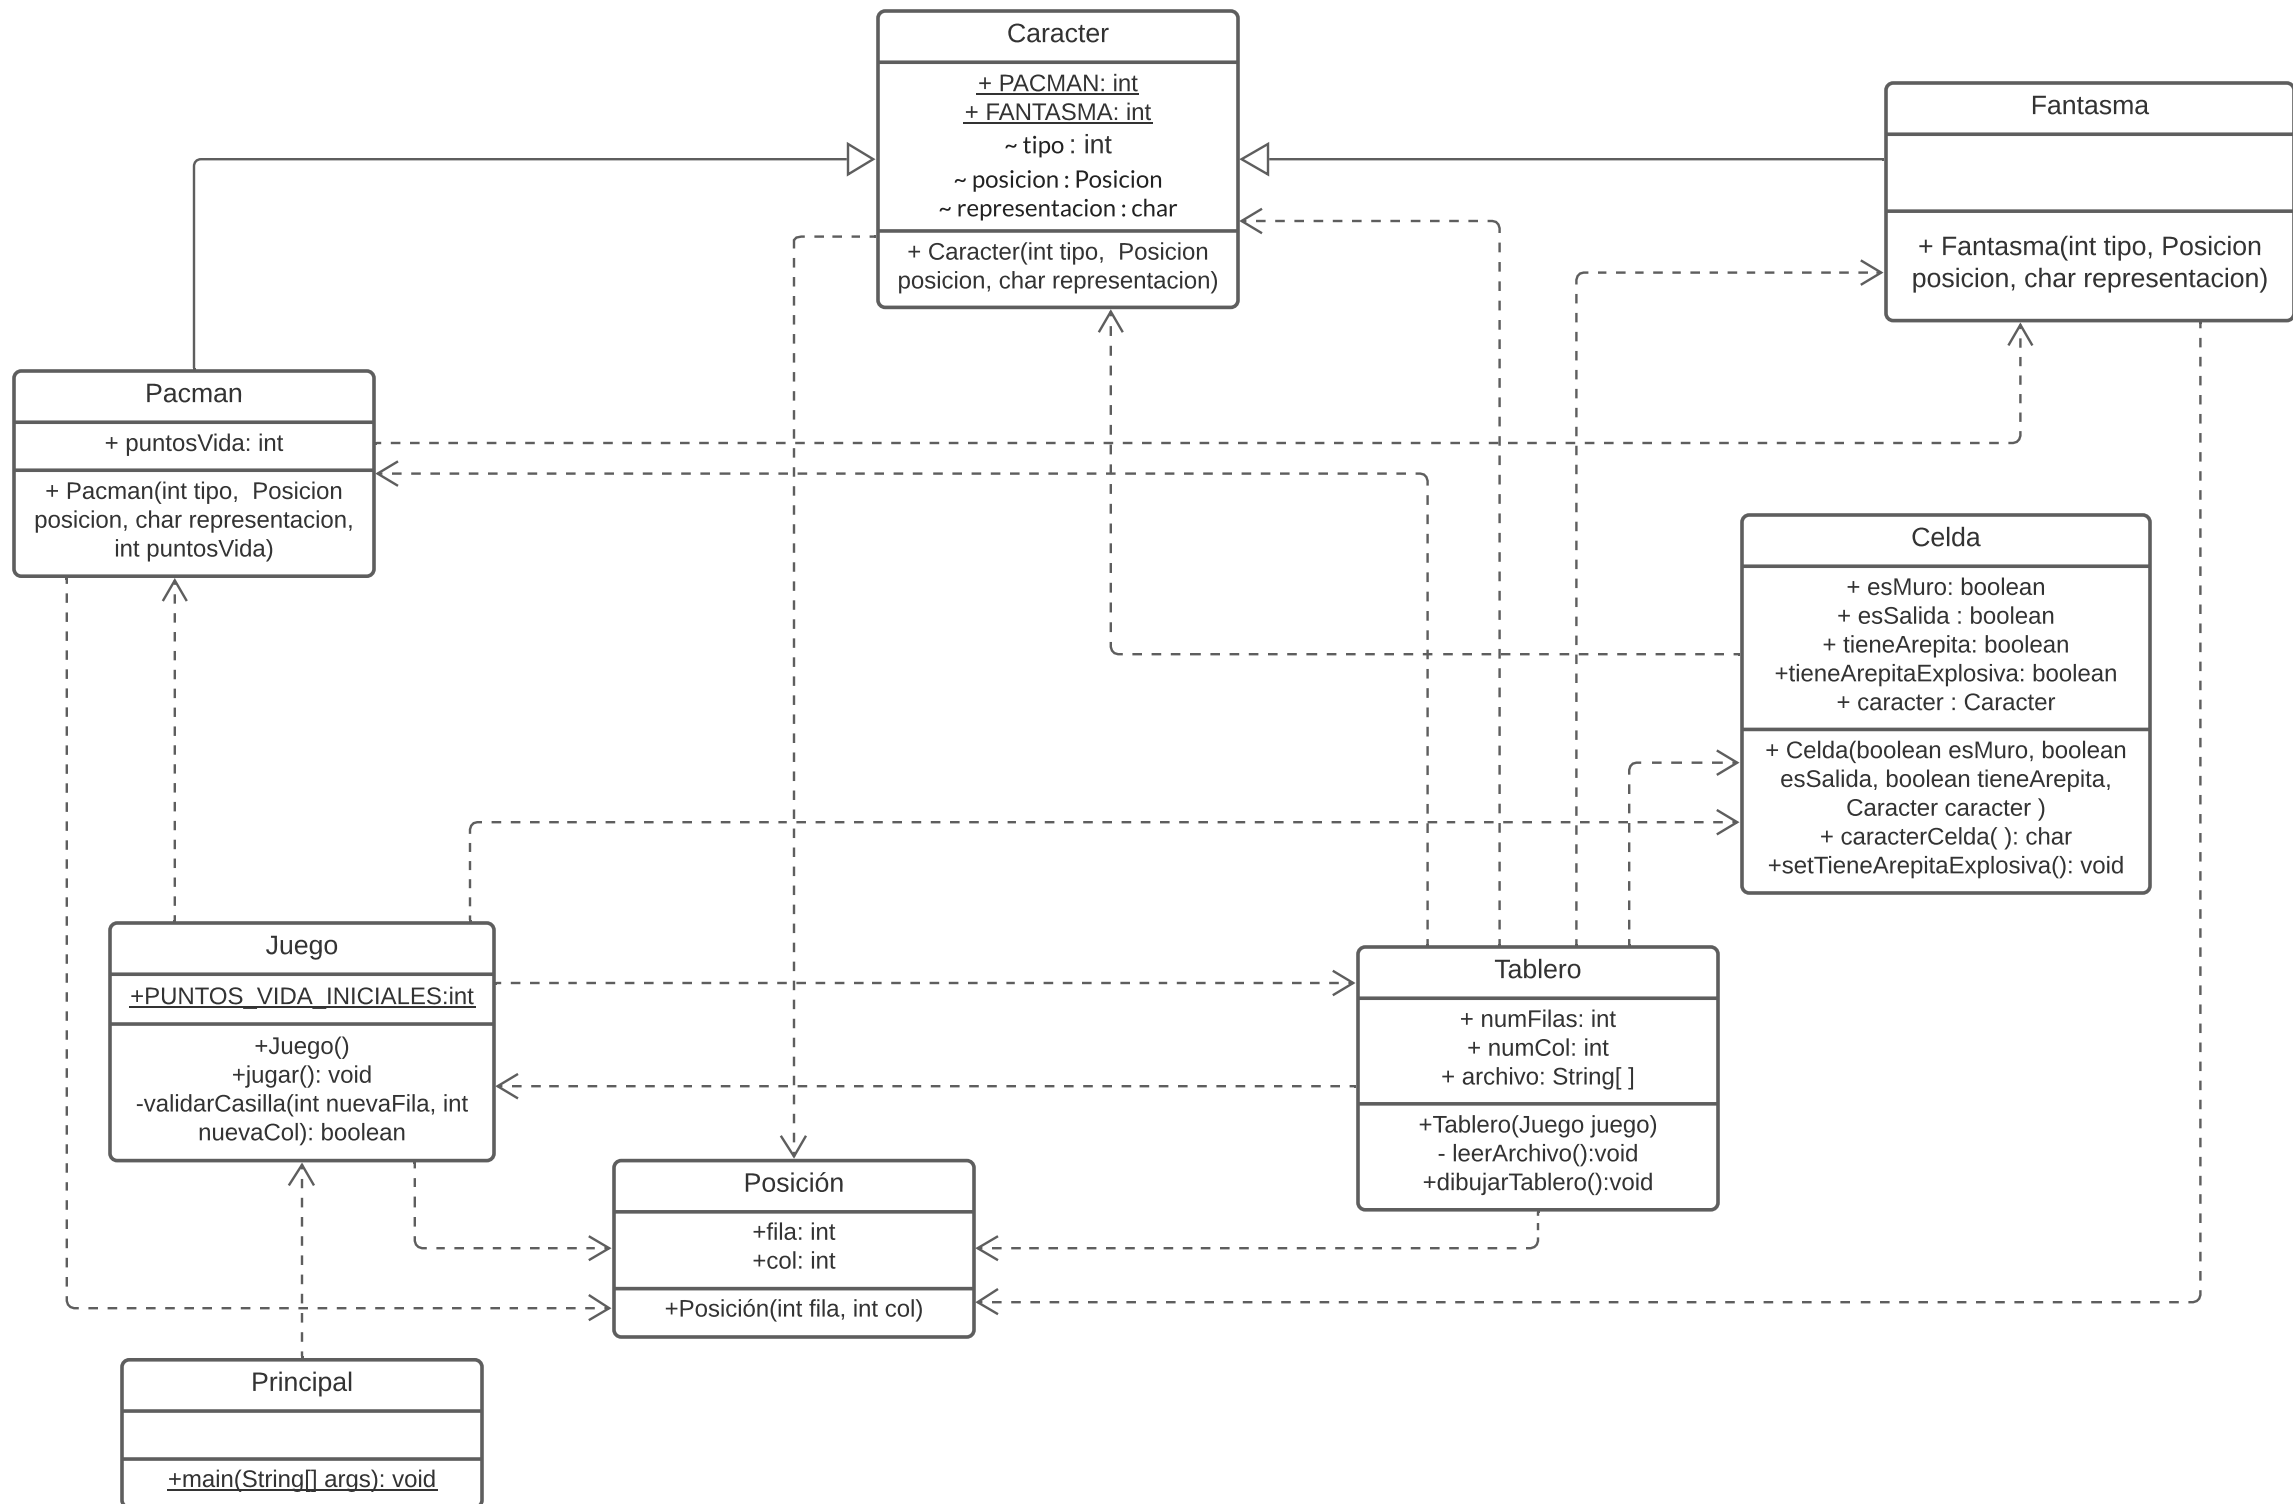 Caracter
+ PACMAN: int
+ FANTASMA: int
~ tipo : int
~ posicion : Posicion
~ representacion : char
+ Caracter(int tipo,  Posicion
posicion, char representacion)
Fantasma
+ Fantasma(int tipo, Posicion
posicion, char representacion)
Pacman
+ puntosVida: int
+ Pacman(int tipo,  Posicion
posicion, char representacion,
int puntosVida)
Celda
+ esMuro: boolean
+ esSalida : boolean
+ tieneArepita: boolean
+tieneArepitaExplosiva: boolean
+ caracter : Caracter
+ Celda(boolean esMuro, boolean
esSalida, boolean tieneArepita,
Caracter caracter )
+ caracterCelda( ): char
+setTieneArepitaExplosiva(): void
Juego
+PUNTOS_VIDA_INICIALES:int
+Juego()
+jugar(): void
-validarCasilla(int nuevaFila, int
nuevaCol): boolean
Tablero
+ numFilas: int
+ numCol: int
+ archivo: String[ ]
+Tablero(Juego juego)
- leerArchivo():void
+dibujarTablero():void
Posición
+fila: int
+col: int
+Posición(int fila, int col)
Principal
+main(String[] args): void